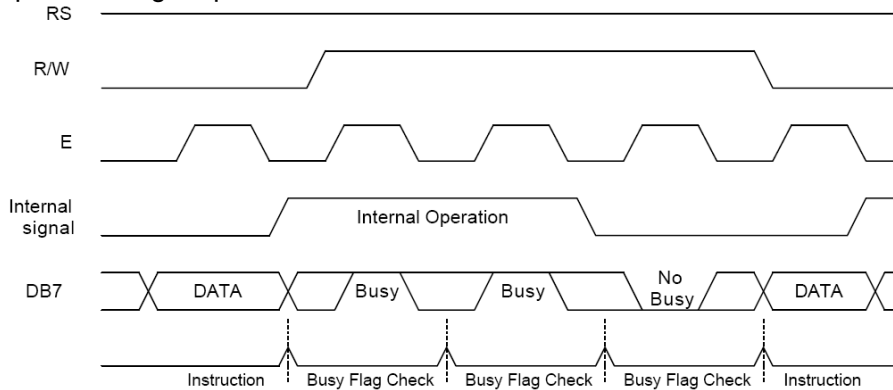 RS
R/W
E
Internal
signal
Internal Operation
DB7
DATA
Busy
Busy
No
Busy
DATA
Instruction
Busy Flag Check
Busy Flag Check
Busy Flag Check
Instruction